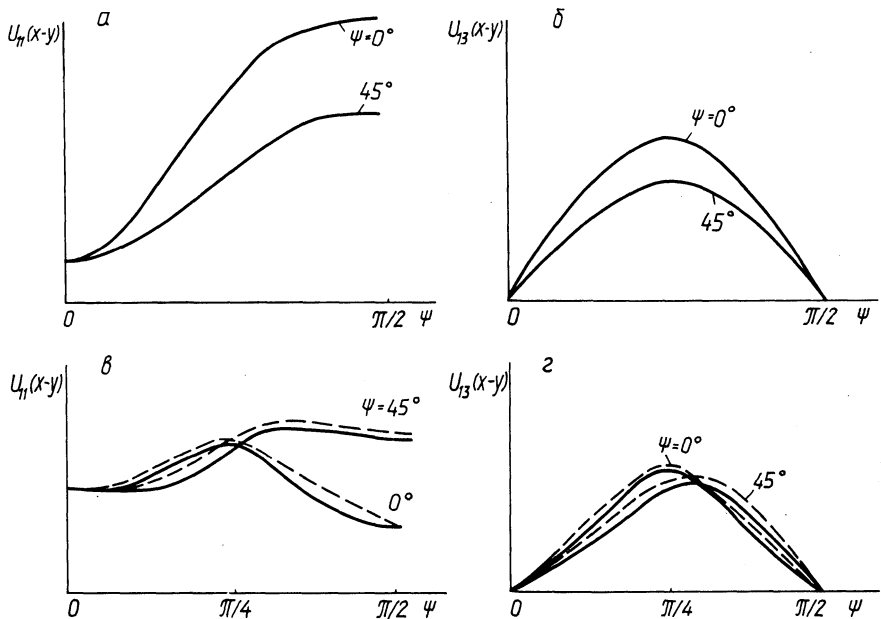 а
U₁₁(x-y)
Ψ=0°
45°
0
π/2 Ψ
б
U₁₃(x-y)
Ψ=0°
45°
0
π/2 Ψ
в
U₁₁(x-y)
Ψ=45°
0°
0
π/4
π/2 Ψ
г
U₁₃(x-y)
Ψ=0°
45°
0
π/4
π/2 Ψ